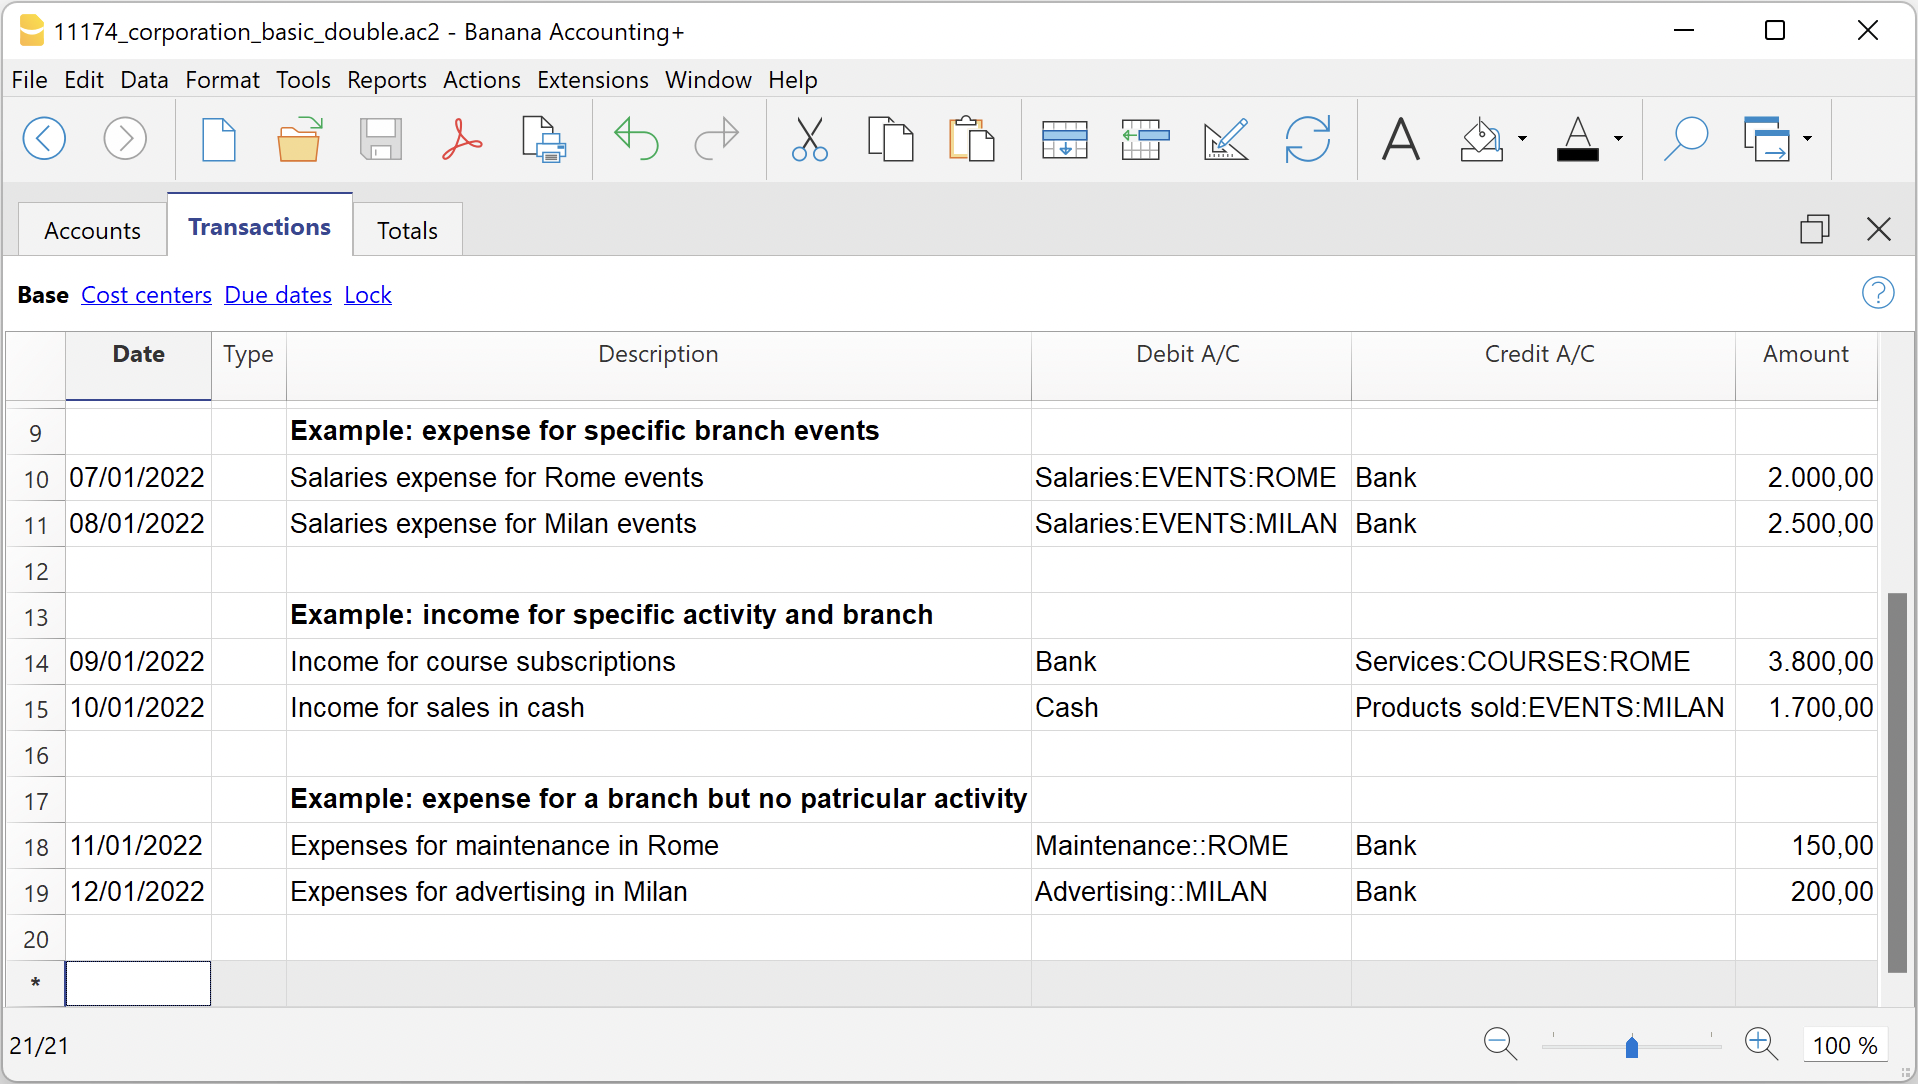 11174_corporation_basic_double.ac2 - Banana Accounting+
File Edit Data Format Tools Reports Actions Extensions Window Help
Accounts Transactions Totals
Base Cost centers Due dates Lock
Date Type Description Debit A/C Credit A/C Amount
9 Example: expense for specific branch events
10 07/01/2022 Salaries expense for Rome events Salaries:EVENTS:ROME Bank 2.000,00
11 08/01/2022 Salaries expense for Milan events Salaries:EVENTS:MILAN Bank 2.500,00
12
13 Example: income for specific activity and branch
14 09/01/2022 Income for course subscriptions Bank Services:COURSES:ROME 3.800,00
15 10/01/2022 Income for sales in cash Cash Products sold:EVENTS:MILAN 1.700,00
16
17 Example: expense for a branch but no patricular activity
18 11/01/2022 Expenses for maintenance in Rome Maintenance::ROME Bank 150,00
19 12/01/2022 Expenses for advertising in Milan Advertising::MILAN Bank 200,00
20
*
21/21 100 %